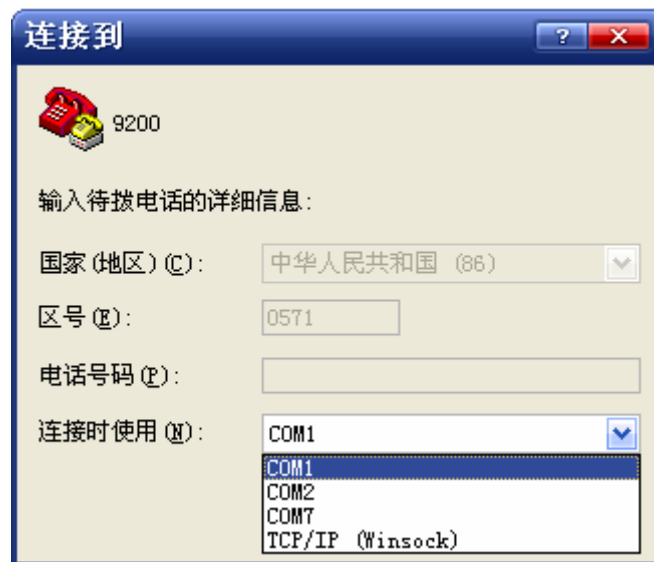 连接到
?
9200
输入待拨电话的详细信息:
国家(地区)(C): 中华人民共和国 (86)
区号(E): 0571
电话号码(P):
连接时使用(N): COM1
COM1
COM2
COM7
TCP/IP (Winsock)